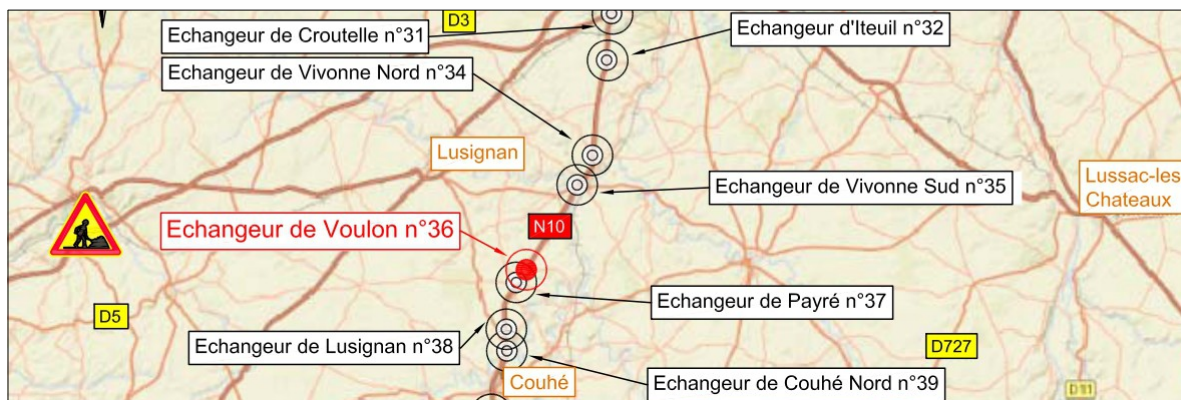 D3
Echangeur de Croutelle n°31
Echangeur d'Iteuil n°32
Echangeur de Vivonne Nord n°34
Lusignan
Echangeur de Vivonne Sud n°35
Lussac-les
Chateaux
Echangeur de Voulon n°36
N10
Echangeur de Payré n°37
D5
Echangeur de Lusignan n°38
D727
Couhé
Echangeur de Couhé Nord n°39
D11